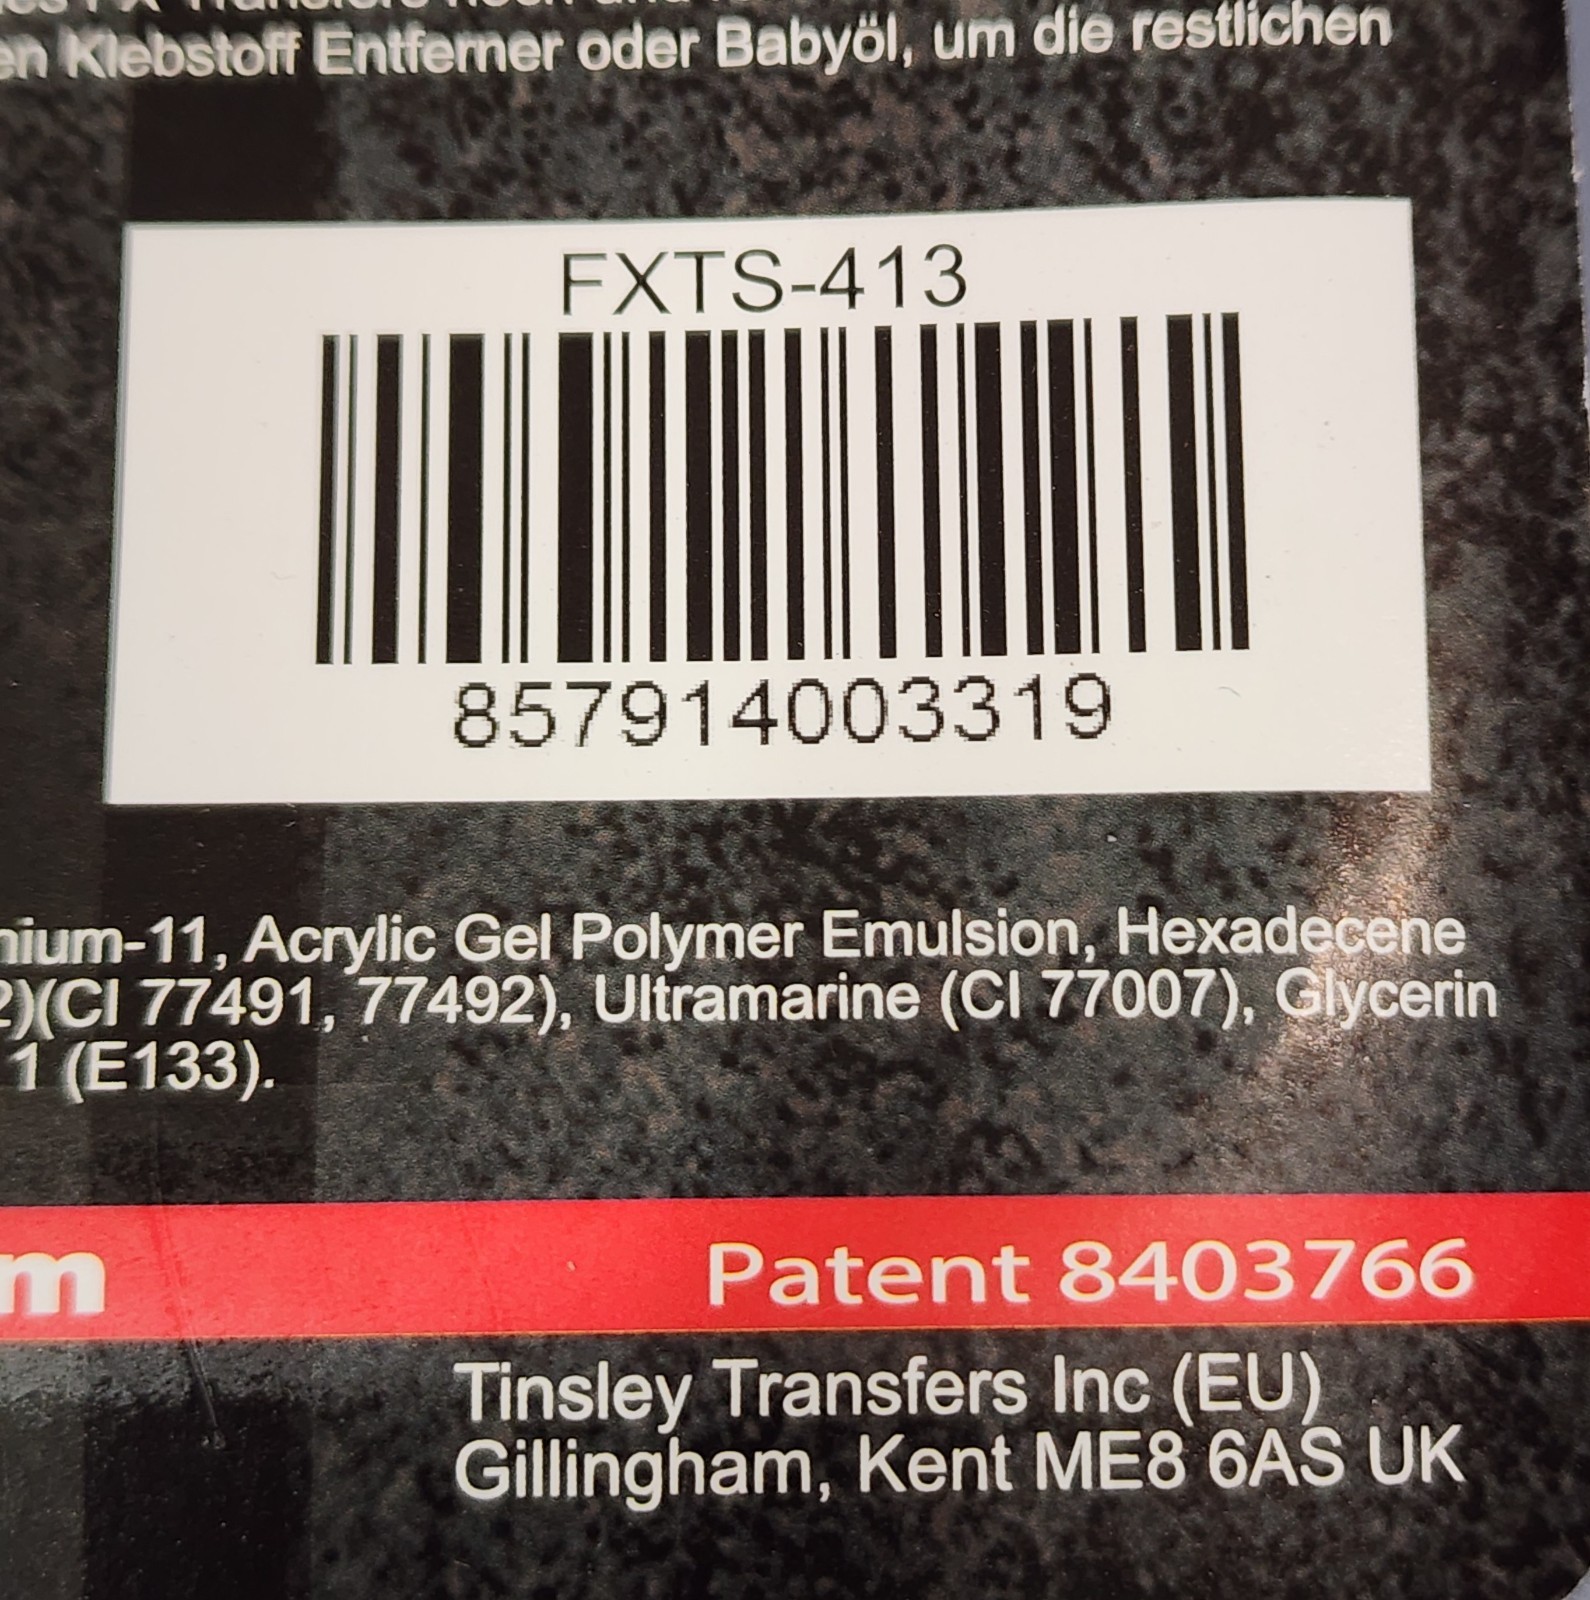 en Klebstoff Entferner oder Babyöl, um die restlichen
FXTS-413
857914003319
nium-11, Acrylic Gel Polymer Emulsion, Hexadecene
2)(CI 77491, 77492), Ultramarine (CI 77007), Glycerin
1 (E133).
m
Patent 8403766
Tinsley Transfers Inc (EU)
Gillingham, Kent ME8 6AS UK